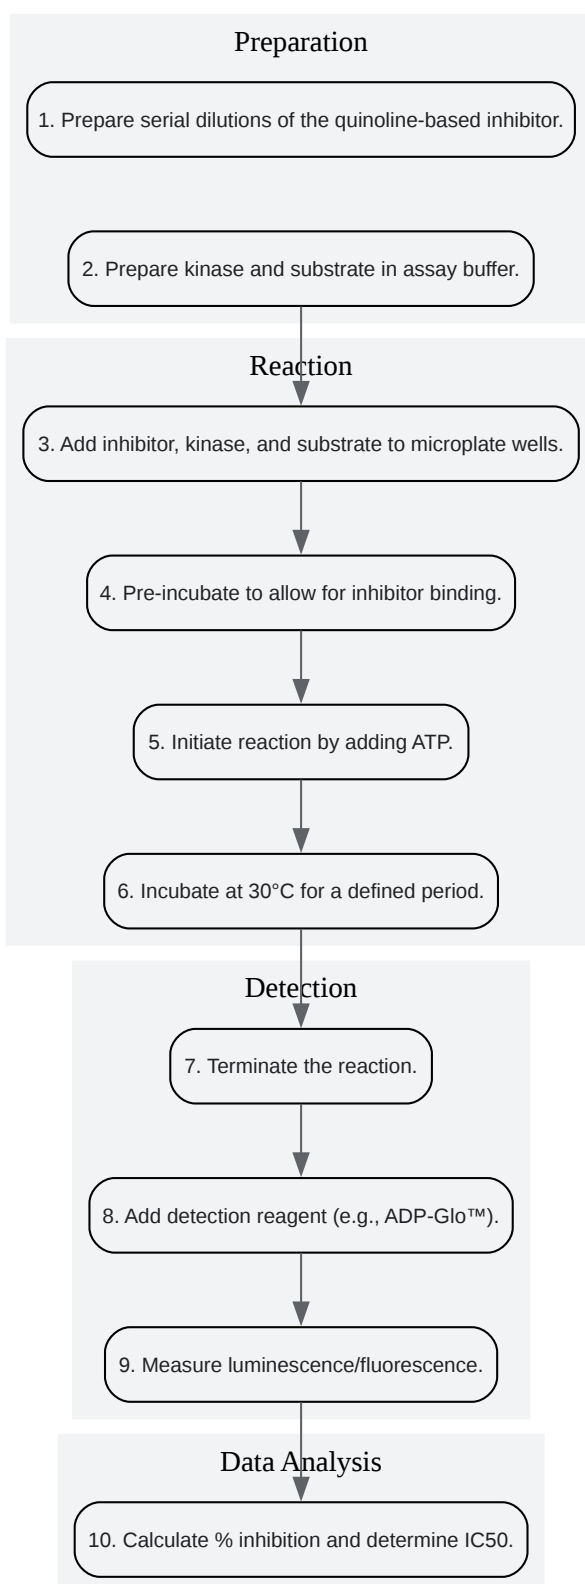 Preparation
1. Prepare serial dilutions of the quinoline-based inhibitor.
2. Prepare kinase and substrate in assay buffer.
Reaction
3. Add inhibitor, kinase, and substrate to microplate wells.
4. Pre-incubate to allow for inhibitor binding.
5. Initiate reaction by adding ATP.
6. Incubate at 30°C for a defined period.
Detection
7. Terminate the reaction.
8. Add detection reagent (e.g., ADP-Glo™).
9. Measure luminescence/fluorescence.
Data Analysis
10. Calculate % inhibition and determine IC50.